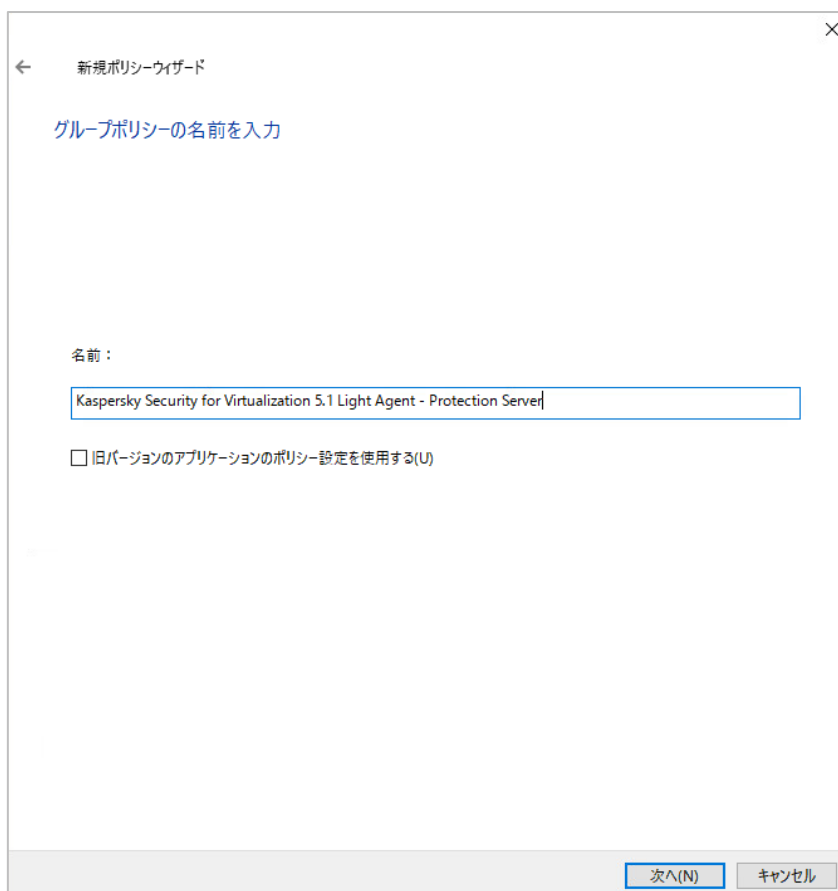 新規ポリシーウィザード
グループポリシーの名前を入力
名前：
Kaspersky Security for Virtualization 5.1 Light Agent - Protection Server
旧バージョンのアプリケーションのポリシー設定を使用する(U)
次へ(N) キャンセル